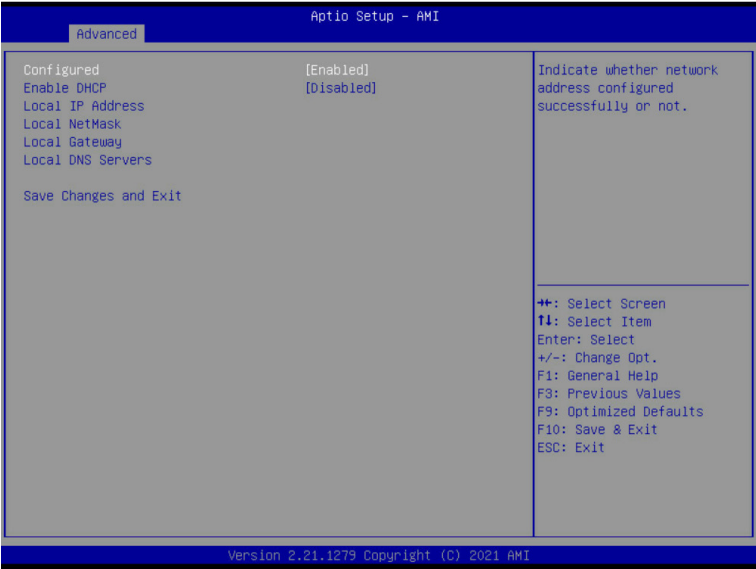 Aptio Setup – AMI
Advanced
Configured [Enabled]
Enable DHCP [Disabled]
Local IP Address
Local NetMask
Local Gateway
Local DNS Servers
Save Changes and Exit
Indicate whether network
address configured
successfully or not.
→←: Select Screen
↑↓: Select Item
Enter: Select
+/-: Change Opt.
F1: General Help
F3: Previous Values
F9: Optimized Defaults
F10: Save & Exit
ESC: Exit
Version 2.21.1279 Copyright (C) 2021 AMI